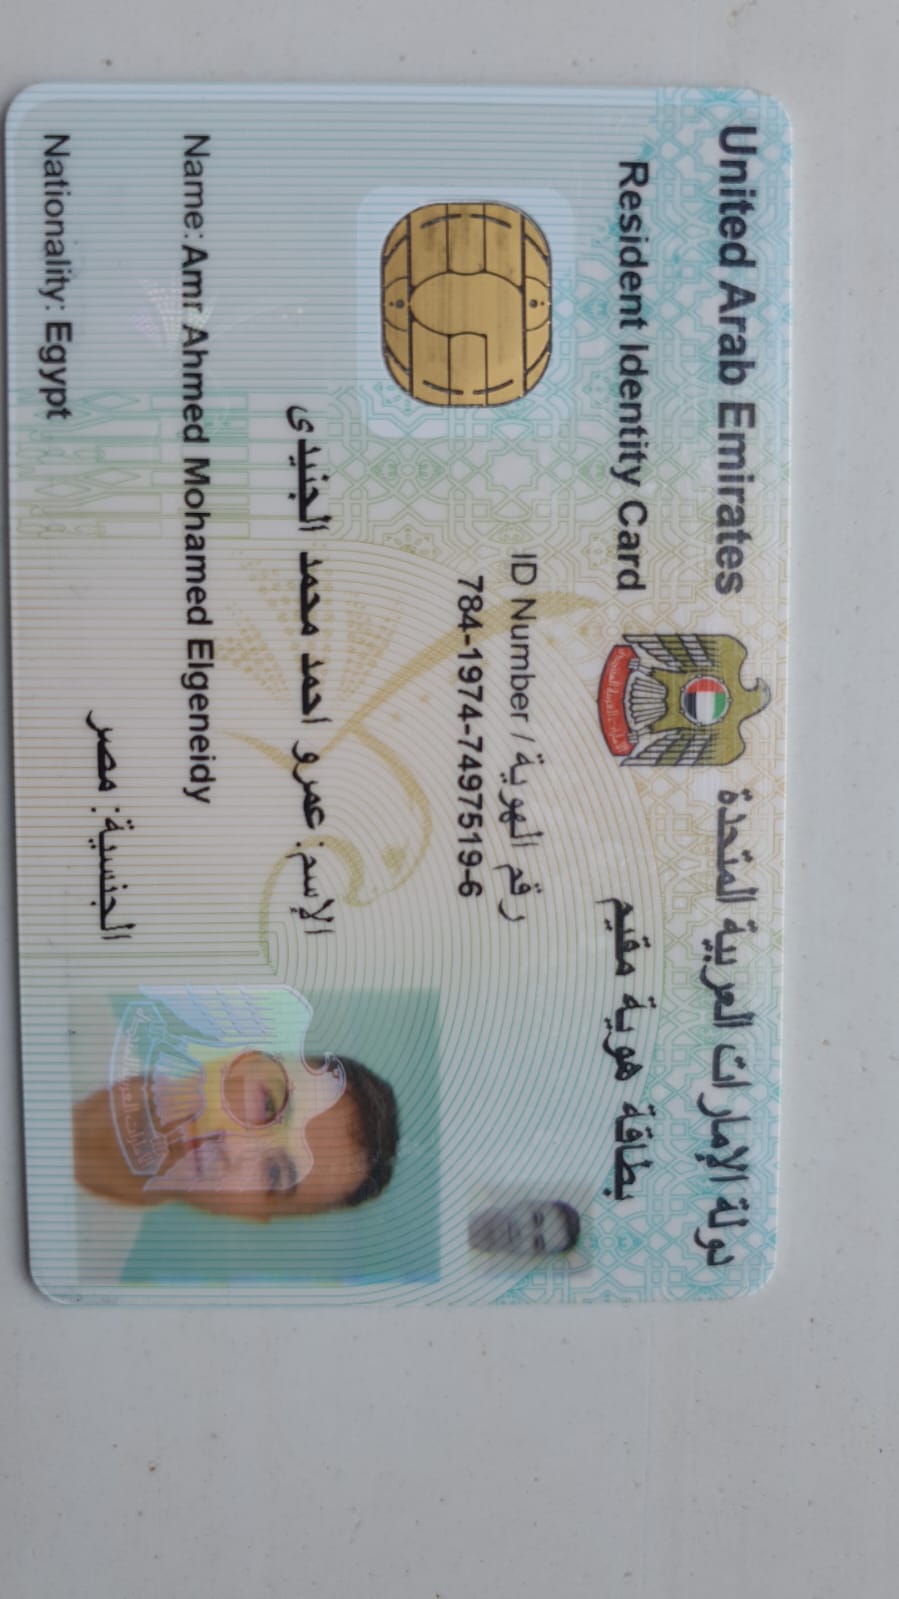 United Arab Emirates
دولة الإمارات العربية المتحدة
Resident Identity Card
بطاقة هوية مقيم
ID Number / رقم الهوية
784-1974-7497519-6
الإسم: عمرو احمد محمد الجنيدى
Name: Amr Ahmed Mohamed Elgeneidy
الجنسية: مصر
Nationality: Egypt